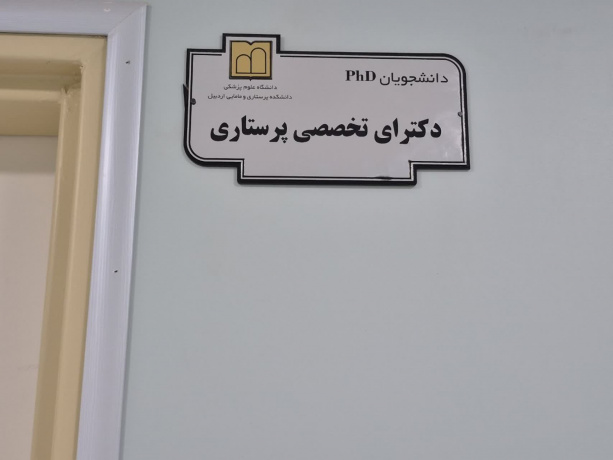 دانشجویان PhD
دانشگاه علوم پزشکی
دانشکده پرستاری و مامایی اردبیل
دکترای تخصصی پرستاری